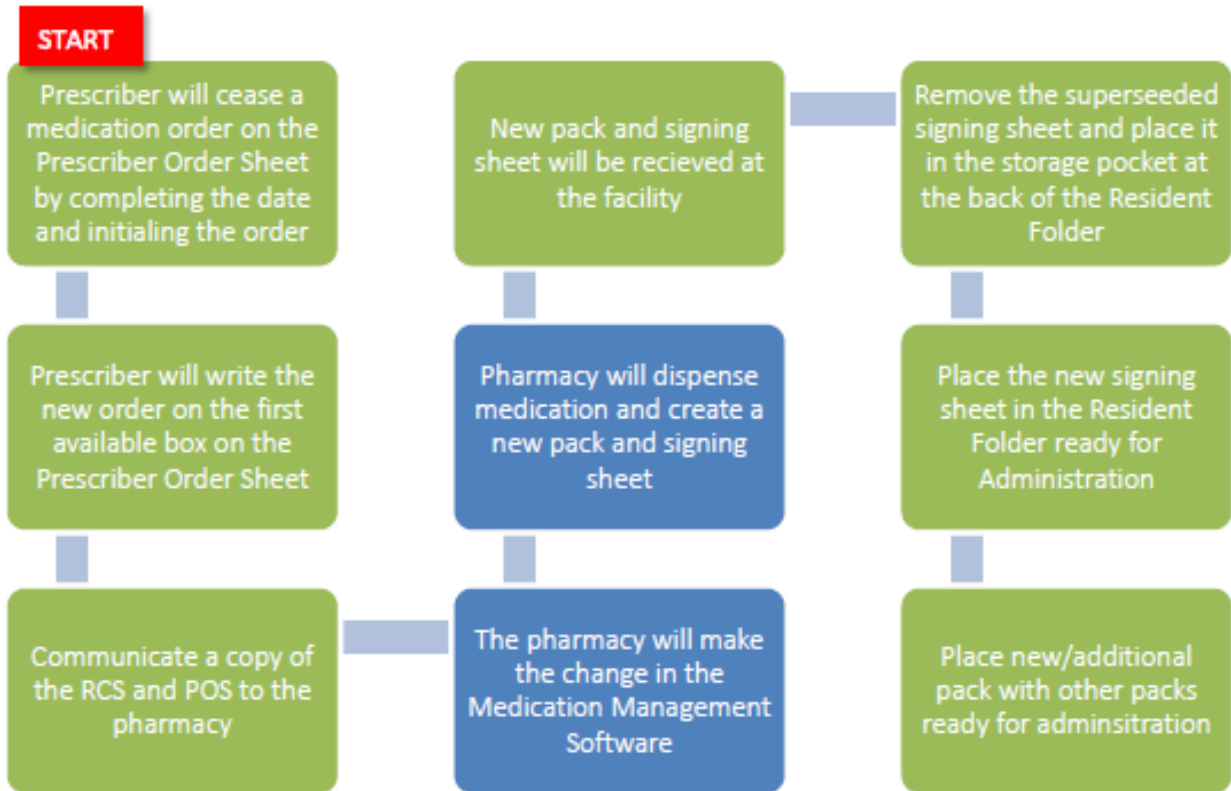 START
Prescriber will cease a
medication order on the
Prescriber Order Sheet
by completing the date
and initialing the order
Prescriber will write the
new order on the first
available box on the
Prescriber Order Sheet
Communicate a copy of
the RCS and POS to the
pharmacy
The pharmacy will make
the change in the
Medication Management
Software
Pharmacy will dispense
medication and create a
new pack and signing
sheet
New pack and signing
sheet will be recieved at
the facility
Remove the superseeded
signing sheet and place it
in the storage pocket at
the back of the Resident
Folder
Place the new signing
sheet in the Resident
Folder ready for
Administration
Place new/additional
pack with other packs
ready for adminsitration